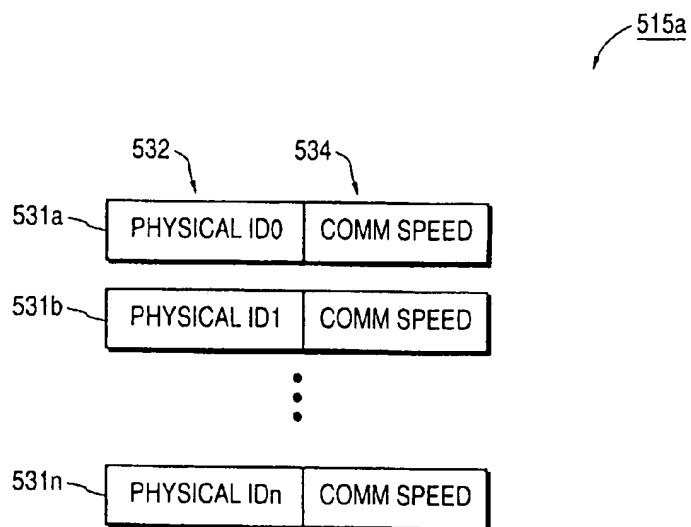 515a
532
534
531a
PHYSICAL ID0
COMM SPEED
531b
PHYSICAL ID1
COMM SPEED
531n
PHYSICAL IDn
COMM SPEED